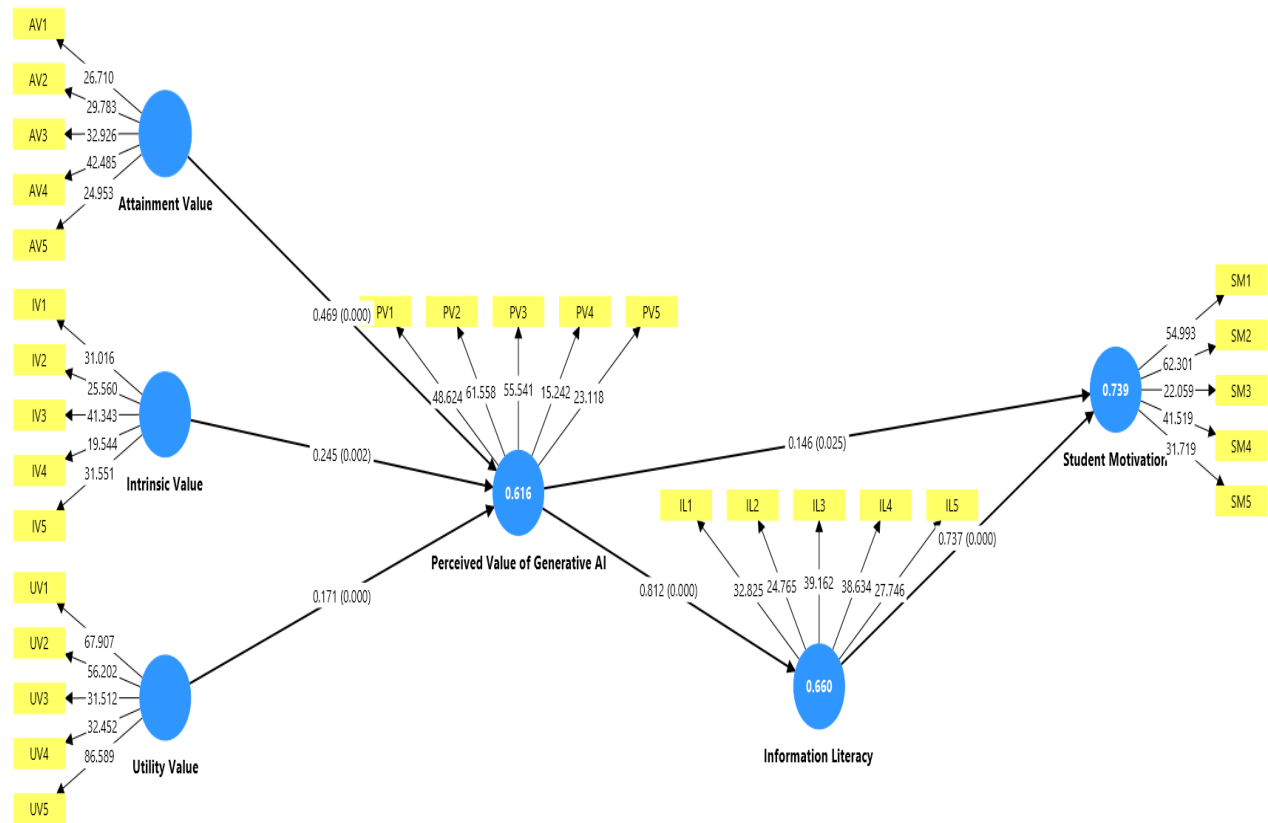 AV1
26.710
AV2
29.783
AV3
32.926
AV4
42.485
AV5
24.953
Attainment Value
IV1
31.016
IV2
25.560
IV3
41.343
IV4
19.544
IV5
31.551
Intrinsic Value
UV1
67.907
UV2
56.202
UV3
31.512
UV4
32.452
UV5
86.589
Utility Value
0.469 (0.000)
0.245 (0.002)
0.171 (0.000)
PV1 PV2 PV3 PV4 PV5
48.624 61.558 55.541 15.242 23.118
0.616
Perceived Value of Generative AI
0.146 (0.025)
0.812 (0.000)
IL1 IL2 IL3 IL4 IL5
32.825 24.765 39.162 38.634 27.746
0.737 (0.000)
0.660
Information Literacy
SM1
54.993
SM2
62.301
SM3
22.059
SM4
41.519
SM5
31.719
0.739
Student Motivation